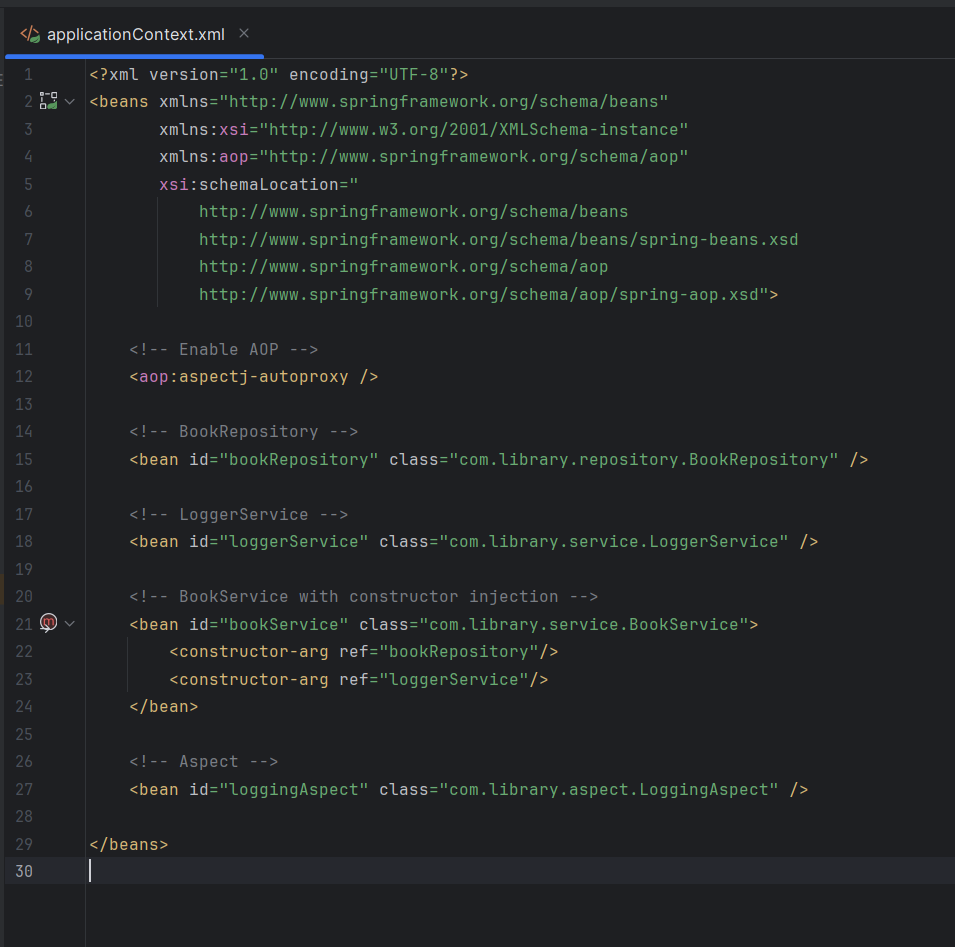 applicationContext.xml
1 <?xml version="1.0" encoding="UTF-8"?>
2 <beans xmlns="http://www.springframework.org/schema/beans"
3 xmlns:xsi="http://www.w3.org/2001/XMLSchema-instance"
4 xmlns:aop="http://www.springframework.org/schema/aop"
5 xsi:schemaLocation="
6 http://www.springframework.org/schema/beans
7 http://www.springframework.org/schema/beans/spring-beans.xsd
8 http://www.springframework.org/schema/aop
9 http://www.springframework.org/schema/aop/spring-aop.xsd">
10
11 <!-- Enable AOP -->
12 <aop:aspectj-autoproxy />
13
14 <!-- BookRepository -->
15 <bean id="bookRepository" class="com.library.repository.BookRepository" />
16
17 <!-- LoggerService -->
18 <bean id="loggerService" class="com.library.service.LoggerService" />
19
20 <!-- BookService with constructor injection -->
21 <bean id="bookService" class="com.library.service.BookService">
22 <constructor-arg ref="bookRepository"/>
23 <constructor-arg ref="loggerService"/>
24 </bean>
25
26 <!-- Aspect -->
27 <bean id="loggingAspect" class="com.library.aspect.LoggingAspect" />
28
29 </beans>
30